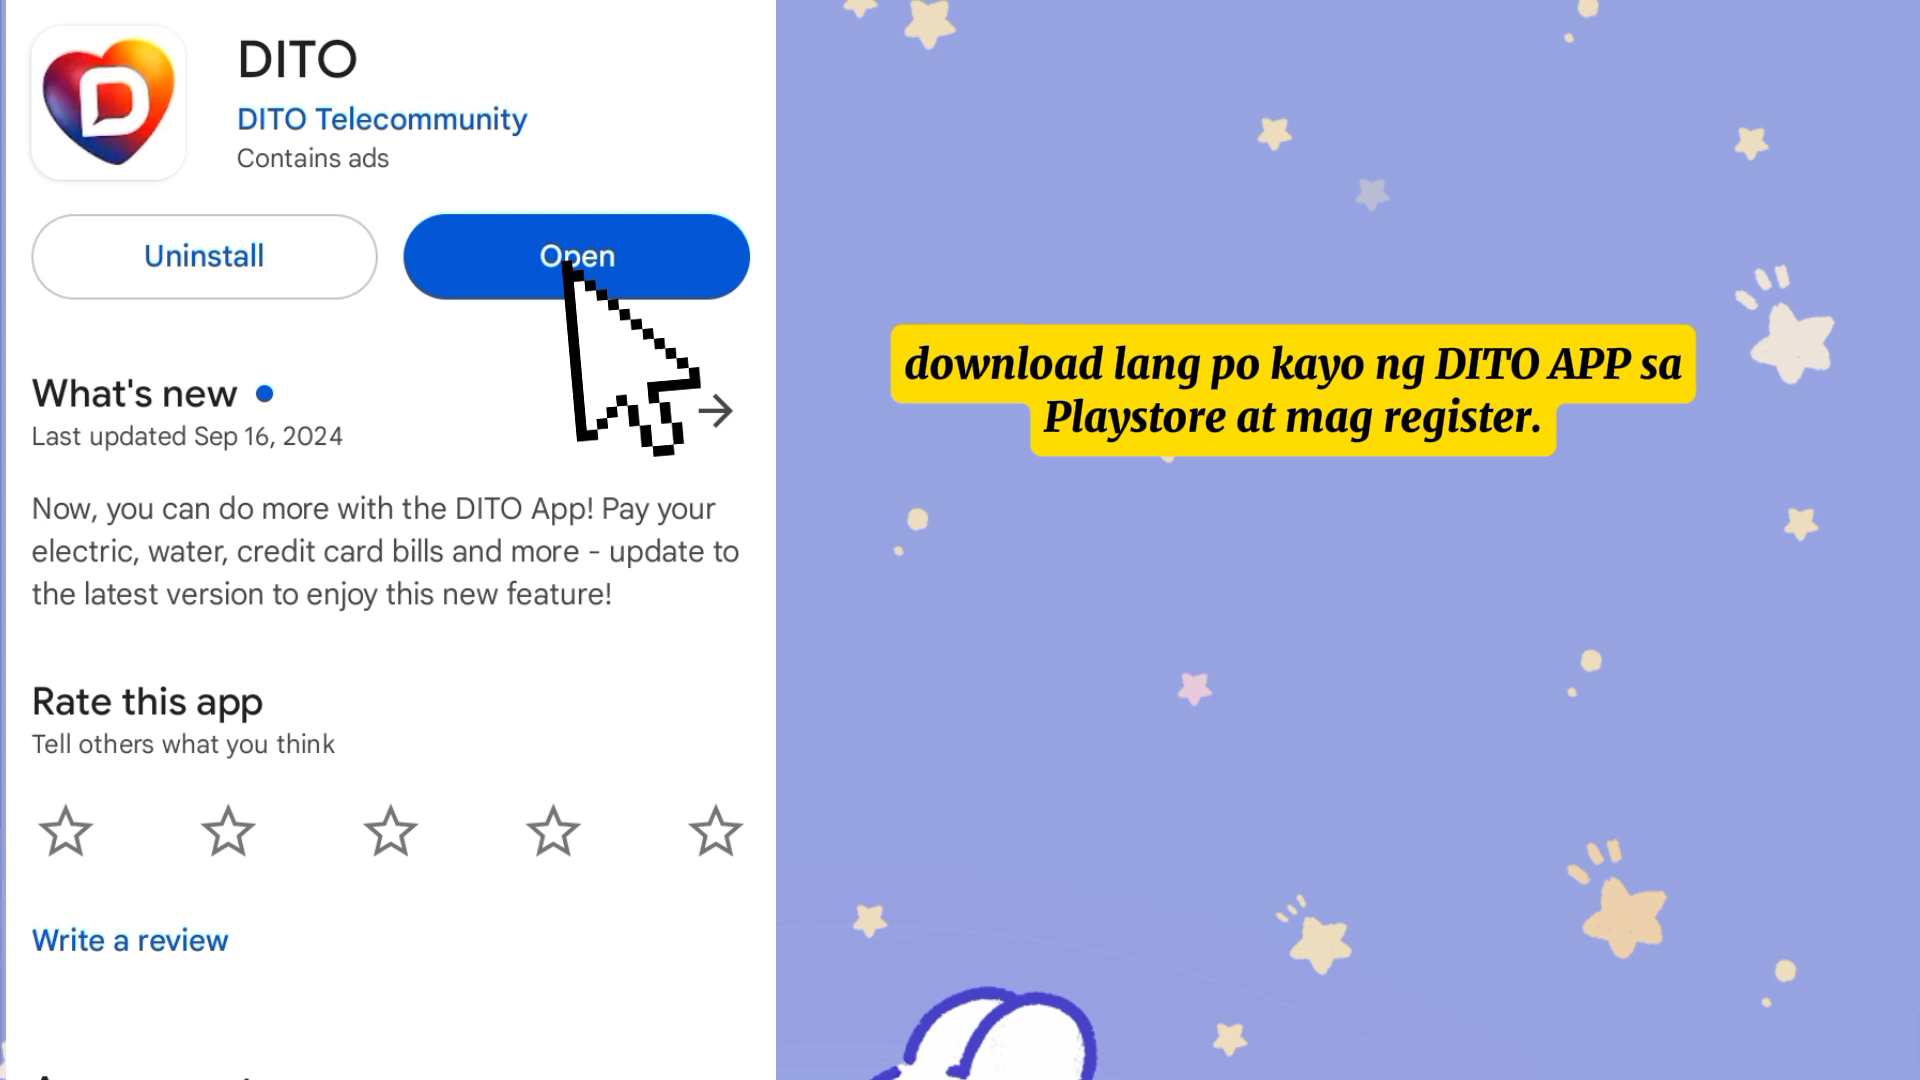 DITO
DITO Telecommunity
Contains ads
Uninstall
Open
What's new
Last updated Sep 16, 2024
Now, you can do more with the DITO App! Pay your
electric, water, credit card bills and more - update to
the latest version to enjoy this new feature!
Rate this app
Tell others what you think
Write a review
download lang po kayo ng DITO APP sa
Playstore at mag register.